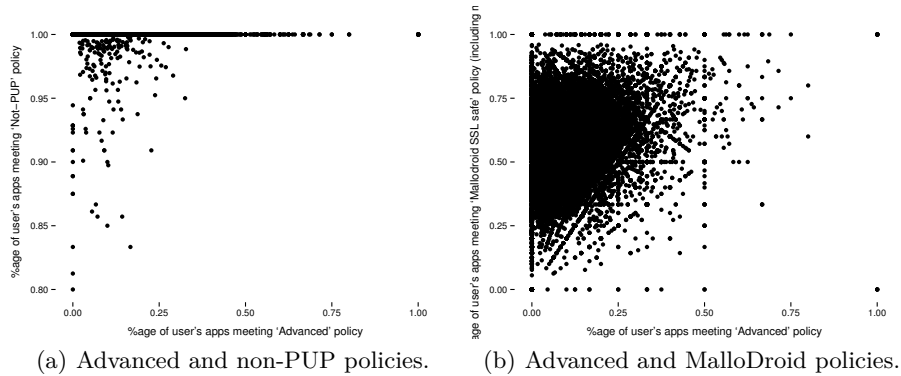 1.00
0.95
0.90
0.85
0.80
%age of user's apps meeting 'Not−PUP' policy
0.00 0.25 0.50 0.75 1.00
%age of user's apps meeting 'Advanced' policy
(a) Advanced and non-PUP policies.
1.00
0.75
0.50
0.25
0.00
age of user's apps meeting 'Mallodroid SSL safe' policy (including n
0.00 0.25 0.50 0.75 1.00
%age of user's apps meeting 'Advanced' policy
(b) Advanced and MalloDroid policies.